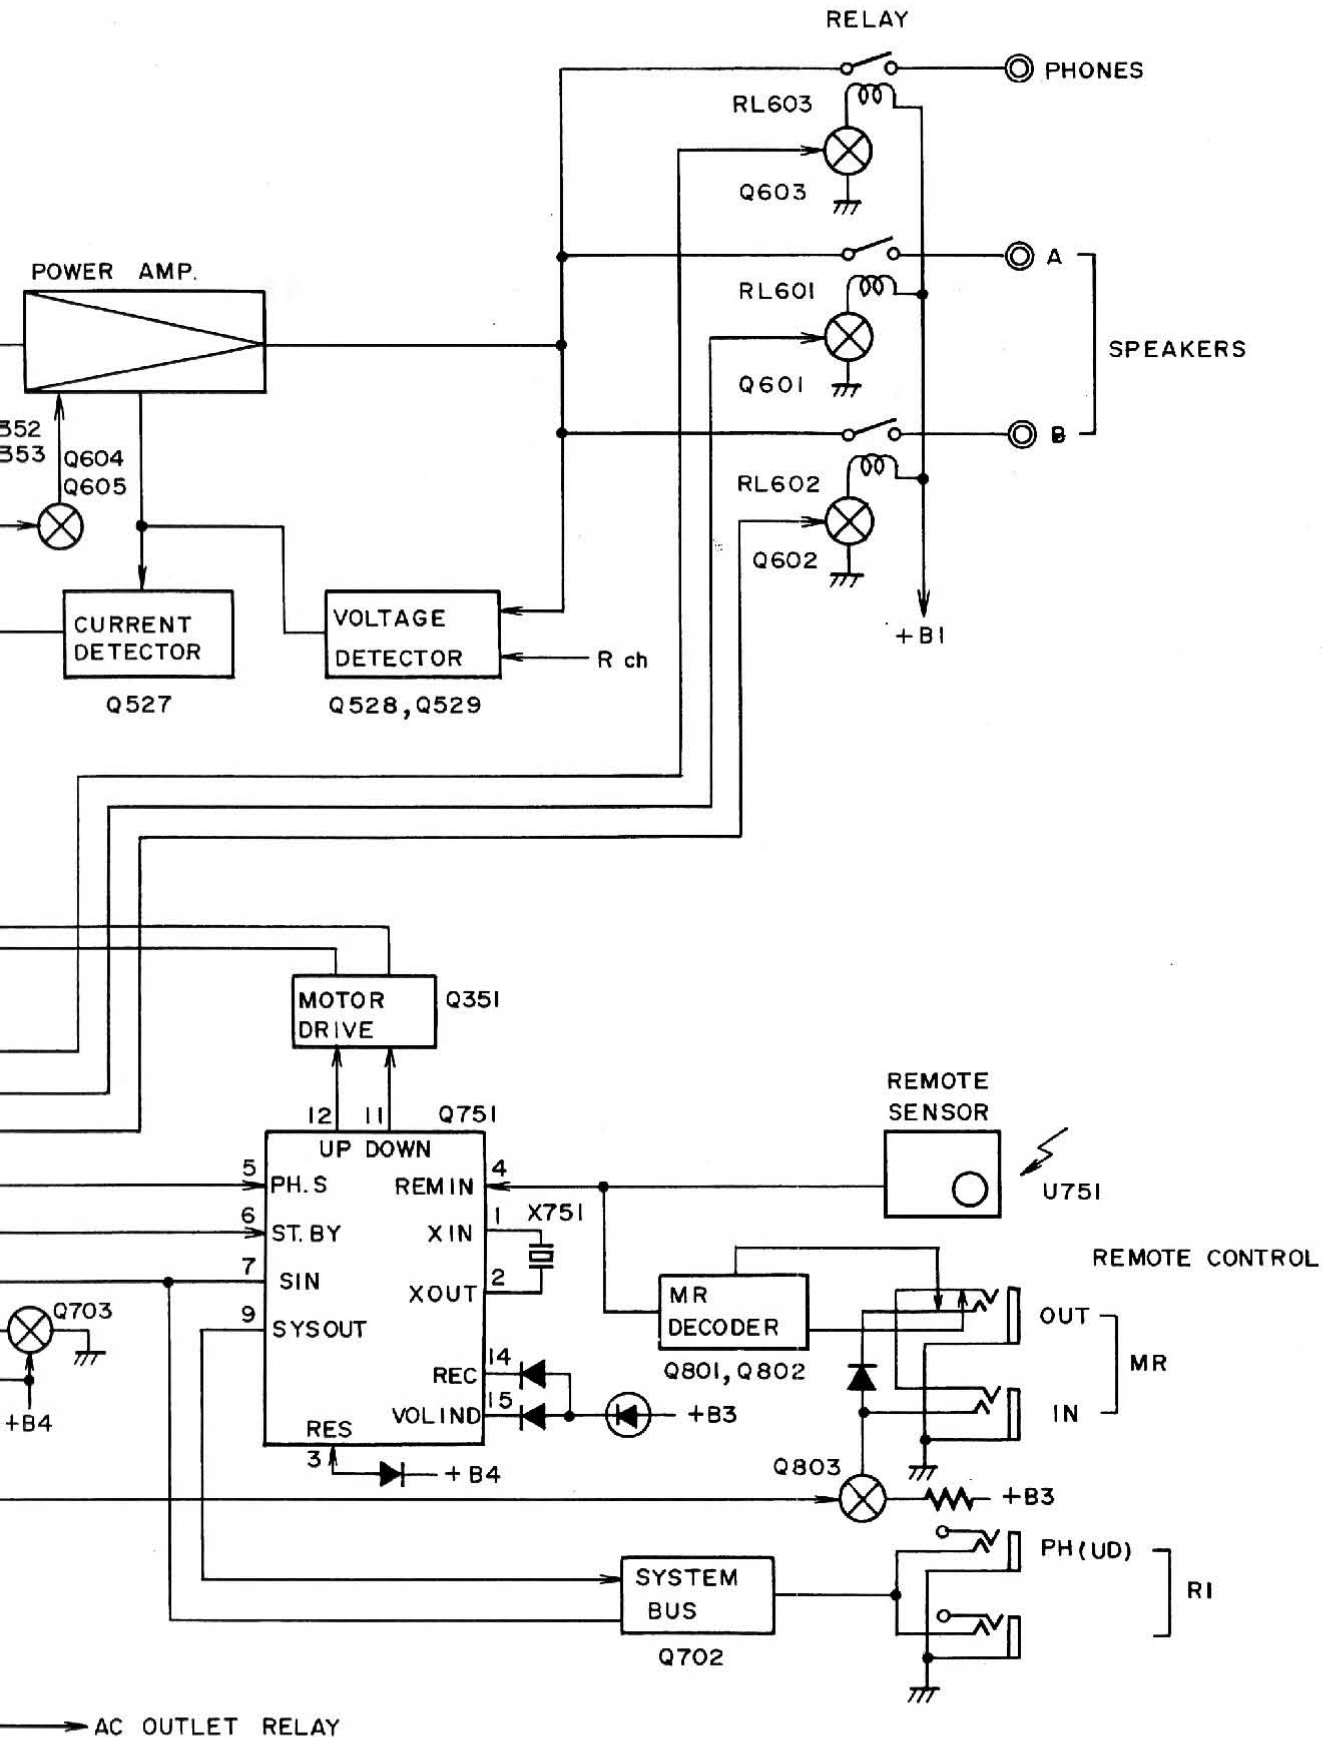 RELAY
PHONES
RL603
Q603
POWER AMP.
A
RL601
SPEAKERS
Q601
352
353
Q604
Q605
B
RL602
Q602
CURRENT
DETECTOR
VOLTAGE
DETECTOR
R ch
+B1
Q527
Q528, Q529
MOTOR
DRIVE
Q351
REMOTE
SENSOR
12 11 Q751
UP DOWN
5 PH.S
REMIN 4
U751
6 ST.BY
XIN 1
X751
7 SIN
XOUT 2
REMOTE CONTROL
MR
DECODER
OUT
MR
Q703
9 SYSOUT
Q801, Q802
REC 14
VOLIND 15
+B3
IN
+B4
RES
3
+B4
Q803
+B3
PH(UD)
RI
SYSTEM
BUS
Q702
AC OUTLET RELAY